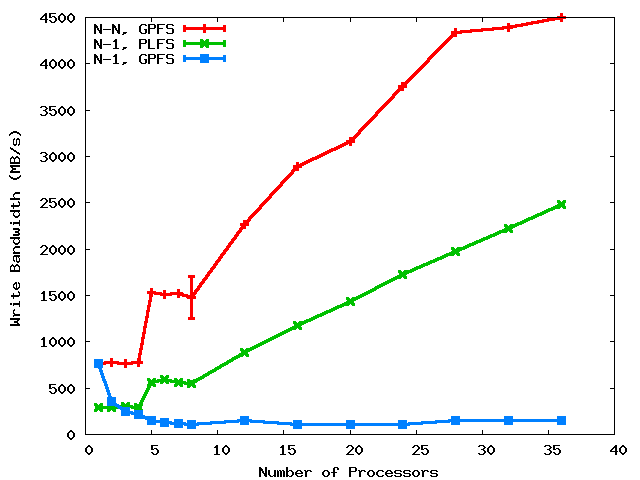 N-N, GPFS
N-1, PLFS
N-1, GPFS
4500
4000
3500
3000
2500
2000
1500
1000
500
0
Write Bandwidth (MB/s)
0 5 10 15 20 25 30 35 40
Number of Processors